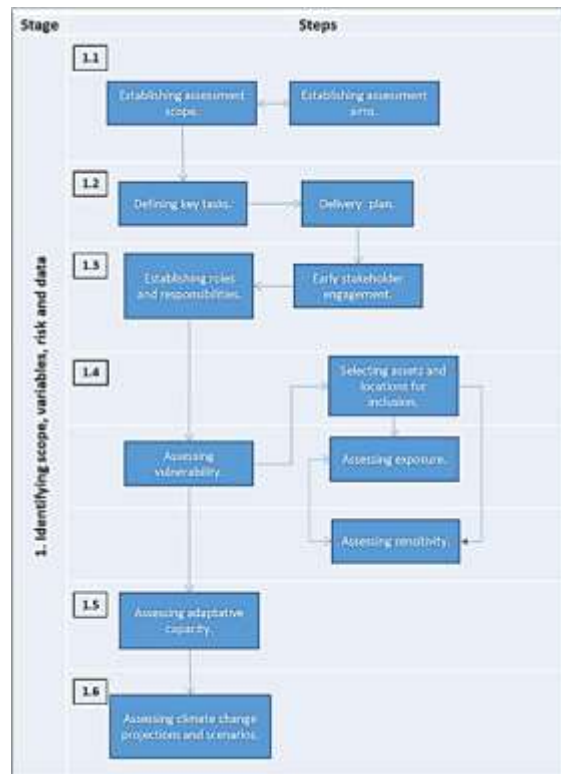 Stage
Steps
1.1
Establishing assessment
scope.
Establishing assessment
aims.
1.2
Defining key tasks.
Delivery plan.
1.3
Establishing roles
and responsibilities.
Early stakeholder
engagement.
1.4
Selecting assets and
locations for
inclusion.
Assessing
vulnerability.
Assessing exposure.
Assessing sensitivity.
1.5
Assessing adaptative
capacity.
1.6
Assessing climate change
projections and scenarios.
1. Identifying scope, variables, risk and data